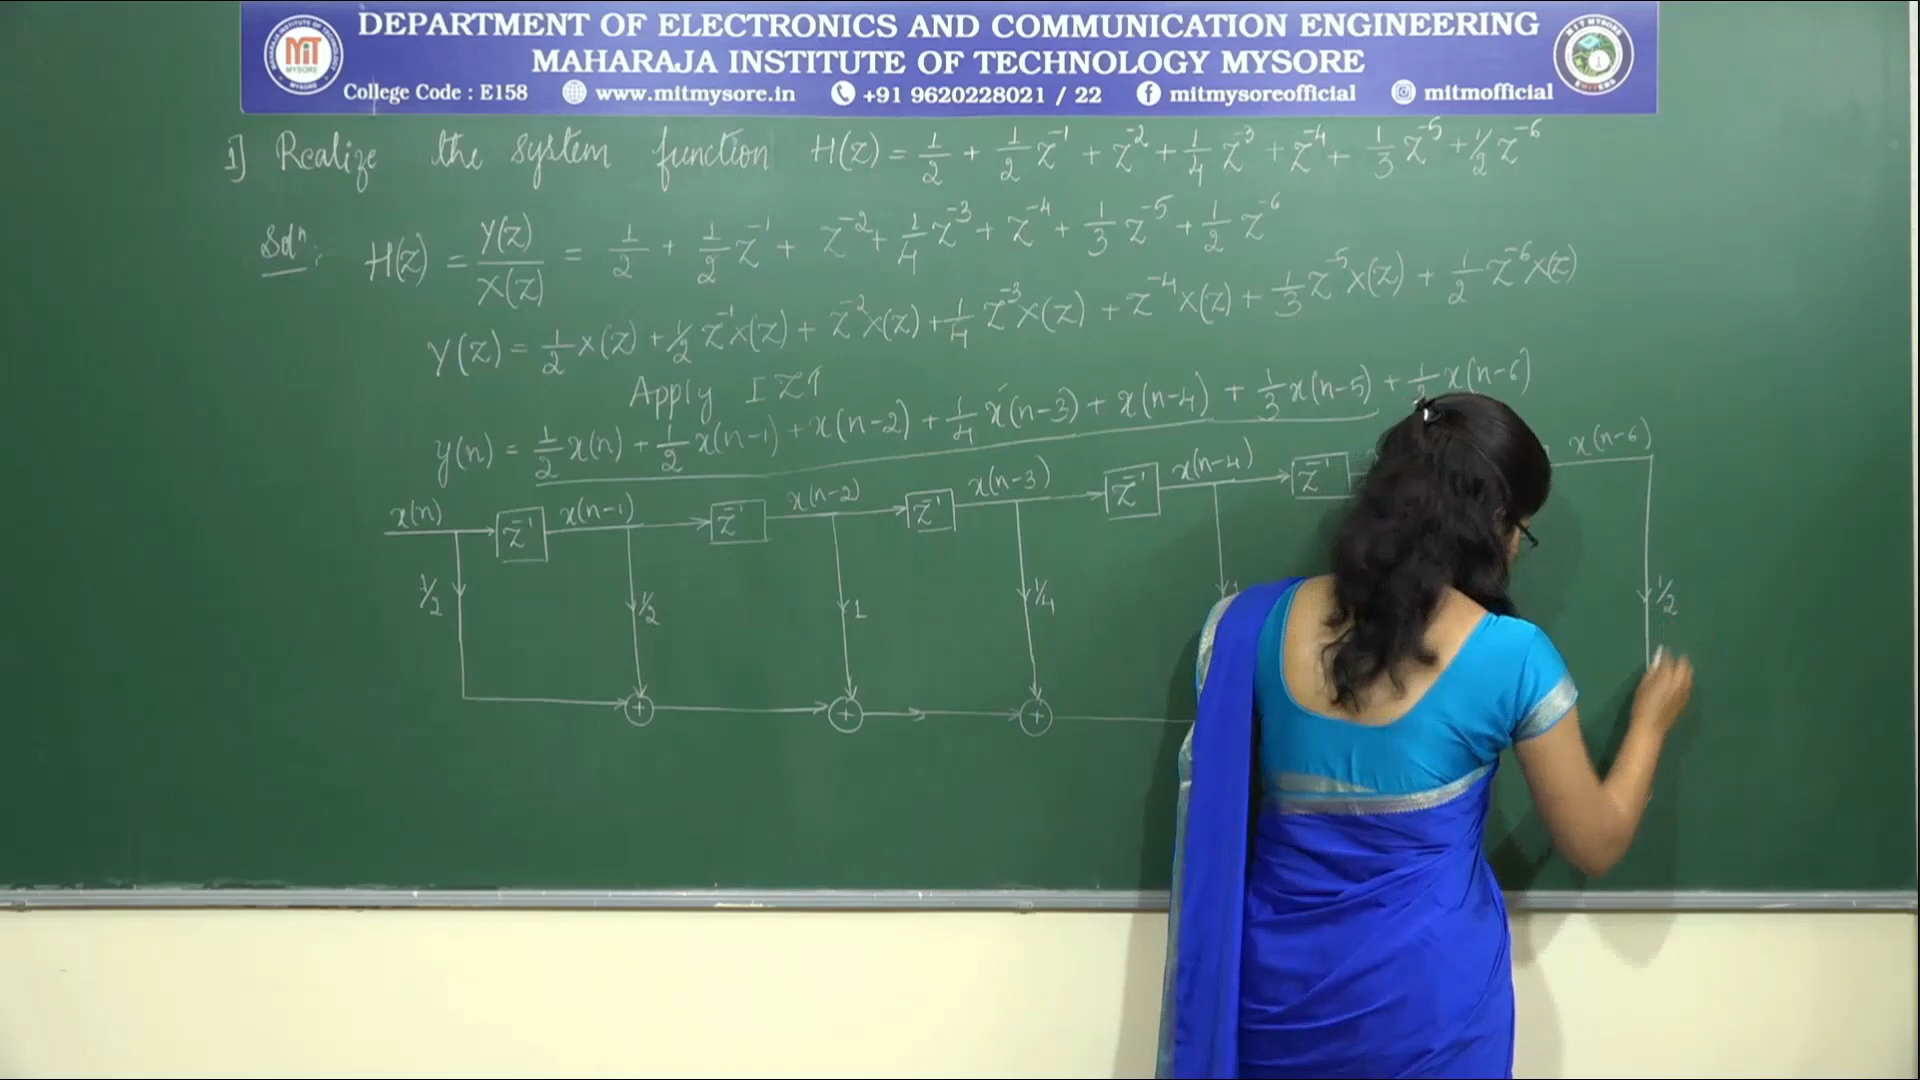 DEPARTMENT OF ELECTRONICS AND COMMUNICATION ENGINEERING
MAHARAJA INSTITUTE OF TECHNOLOGY MYSORE
College Code : E158 www.mitmysore.in +91 9620228021 / 22 mitmysoreofficial mitmofficial
MIT MYSORE
1] Realize the system function H(z) = 1/2 + 1/2 z⁻¹ + z⁻² + 1/4 z⁻³ + z⁻⁴ + 1/3 z⁻⁵ + 1/2 z⁻⁶
Solⁿ: H(z) = Y(z)/X(z) = 1/2 + 1/2 z⁻¹ + z⁻² + 1/4 z⁻³ + z⁻⁴ + 1/3 z⁻⁵ + 1/2 z⁻⁶
Y(z) = 1/2 X(z) + 1/2 z⁻¹X(z) + z⁻²X(z) + 1/4 z⁻³X(z) + z⁻⁴X(z) + 1/3 z⁻⁵X(z) + 1/2 z⁻⁶X(z)
Apply IZT
y(n) = 1/2 x(n) + 1/2 x(n-1) + x(n-2) + 1/4 x(n-3) + x(n-4) + 1/3 x(n-5) + 1/2 x(n-6)
x(n) z⁻¹ x(n-1) z⁻¹ x(n-2) z⁻¹ x(n-3) z⁻¹ x(n-4) z⁻¹ x(n-6)
1/2 1/2 1 1/4 1/2
+ + +